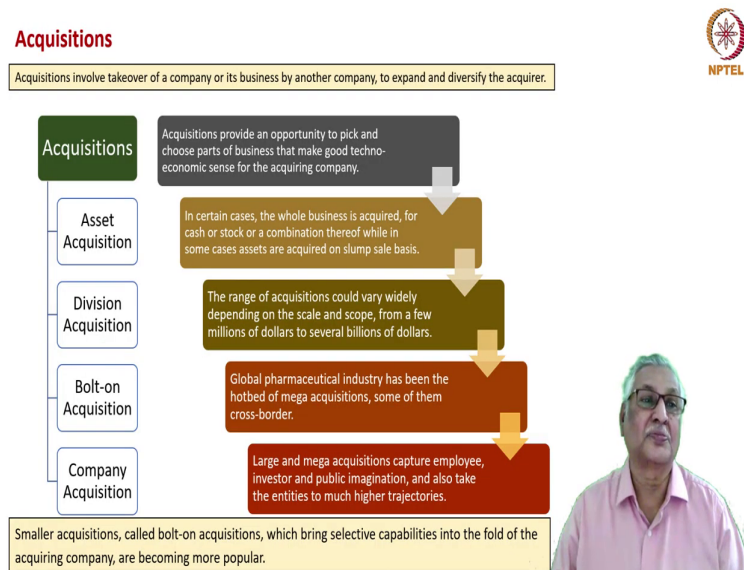 Acquisitions
NPTEL
Acquisitions involve takeover of a company or its business by another company, to expand and diversify the acquirer.
Acquisitions
Asset
Acquisition
Division
Acquisition
Bolt-on
Acquisition
Company
Acquisition
Acquisitions provide an opportunity to pick and
choose parts of business that make good techno-
economic sense for the acquiring company.
In certain cases, the whole business is acquired, for
cash or stock or a combination thereof while in
some cases assets are acquired on slump sale basis.
The range of acquisitions could vary widely
depending on the scale and scope, from a few
millions of dollars to several billions of dollars.
Global pharmaceutical industry has been the
hotbed of mega acquisitions, some of them
cross-border.
Large and mega acquisitions capture employee,
investor and public imagination, and also take
the entities to much higher trajectories.
Smaller acquisitions, called bolt-on acquisitions, which bring selective capabilities into the fold of the
acquiring company, are becoming more popular.